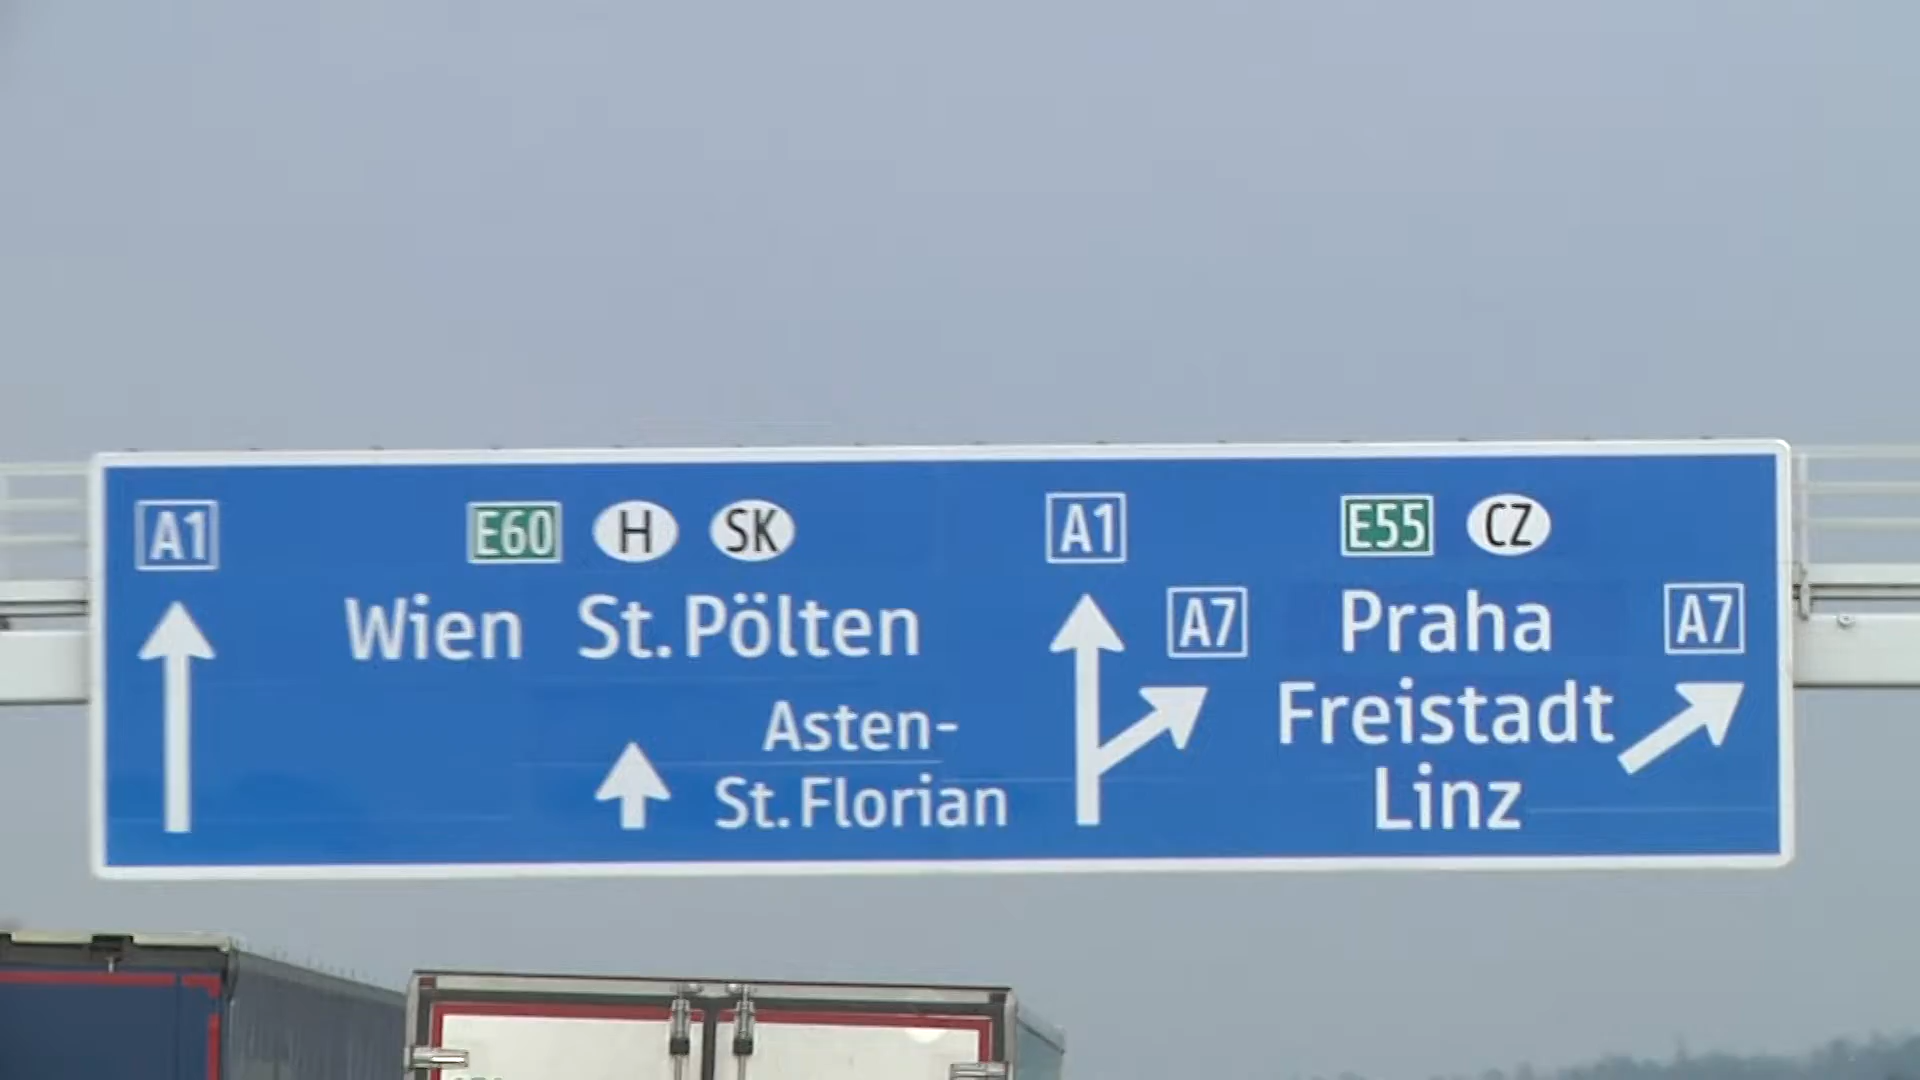 A1 E60 H SK
Wien St. Pölten
Asten-
St. Florian
A1 E55 CZ
A7 Praha A7
Freistadt
Linz